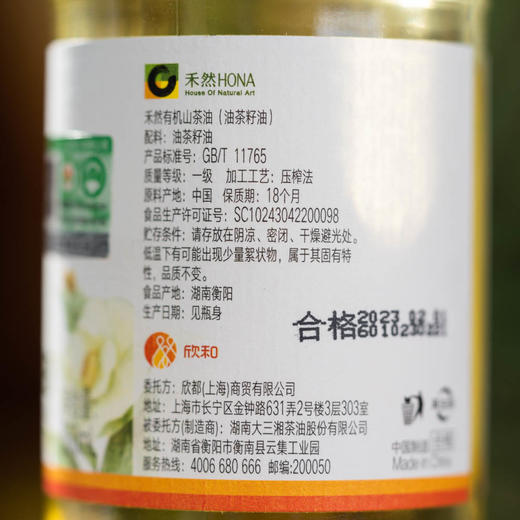 禾然HONA
House Of Natural Art
禾然有机山茶油（油茶籽油）
配料：油茶籽油
产品标准号：GB/T 11765
质量等级：一级 加工工艺：压榨法
原料产地：中国 保质期：18个月
食品生产许可证号：SC10243042200098
贮存条件：请存放在阴凉、密闭、干燥避光处。
低温下有可能出现少量絮状物，属于其固有特
性，品质不变。
食品产地：湖南衡阳
生产日期：见瓶身
合格
2023 02 01
欣和
委托方：欣都(上海)商贸有限公司
地址：上海市长宁区金钟路631弄2号楼3层303室
被委托方(制造商)：湖南大三湘茶油股份有限公司
地址：湖南省衡阳市衡南县云集工业园
服务热线：4006 680 666 邮编:200050
中国制造
Made in China